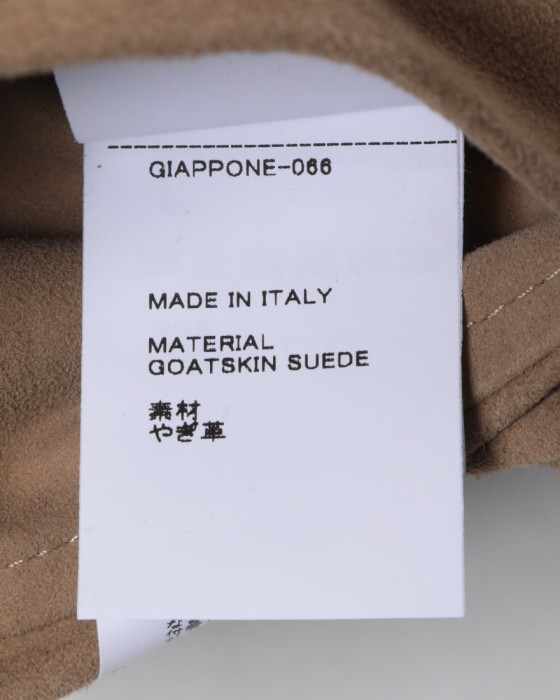 GIAPPONE-066
MADE IN ITALY
MATERIAL
GOATSKIN SUEDE
素材
やぎ革